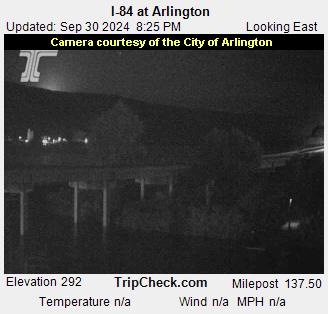 I-84 at Arlington
Updated: Sep 30 2024 8:25 PM Looking East
Camera courtesy of the City of Arlington
Elevation 292 TripCheck.com Milepost 137.50
Temperature n/a Wind n/a MPH n/a